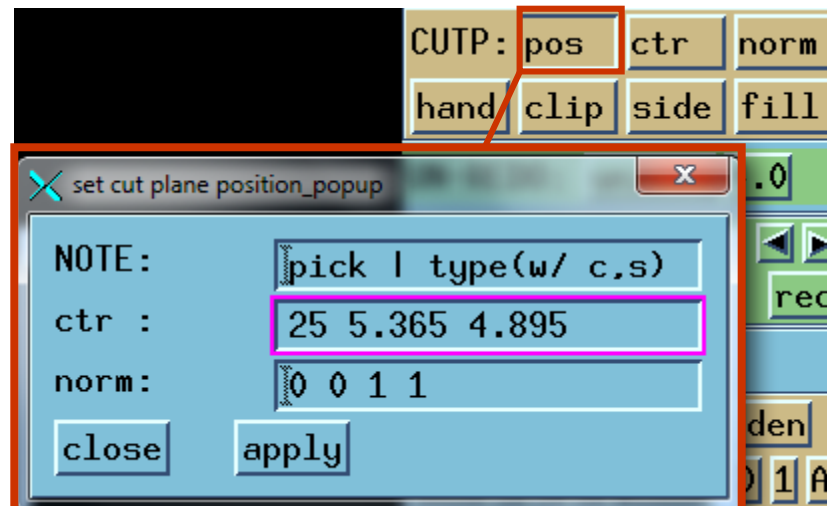 CUTP: pos ctr norm
hand clip side fill
set cut plane position_popup
x
.0
NOTE: pick | type(w/ c,s)
ctr : 25 5.365 4.895
rec
norm: 0 0 1 1
close apply
den
1 A